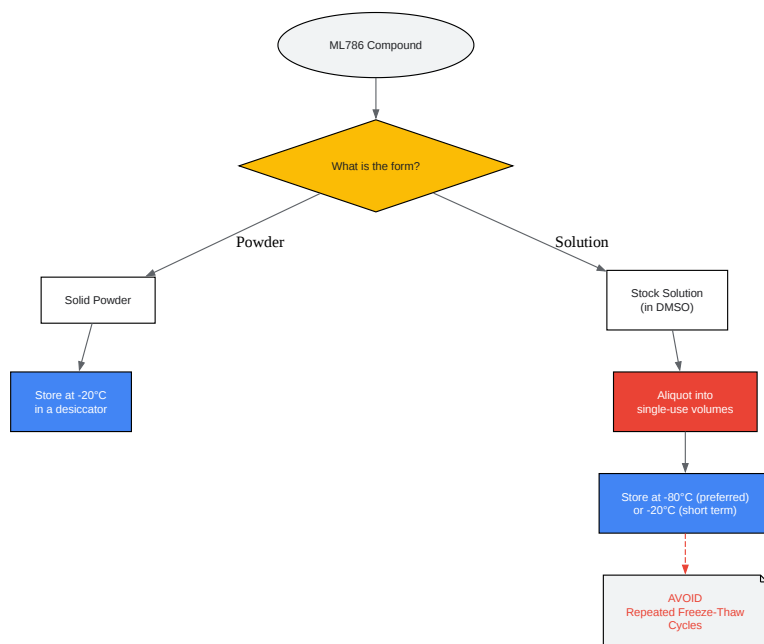 ML786 Compound
What is the form?
Powder
Solution
Solid Powder
Stock Solution
(in DMSO)
Store at -20°C
in a desiccator
Aliquot into
single-use volumes
Store at -80°C (preferred)
or -20°C (short term)
AVOID
Repeated Freeze-Thaw
Cycles